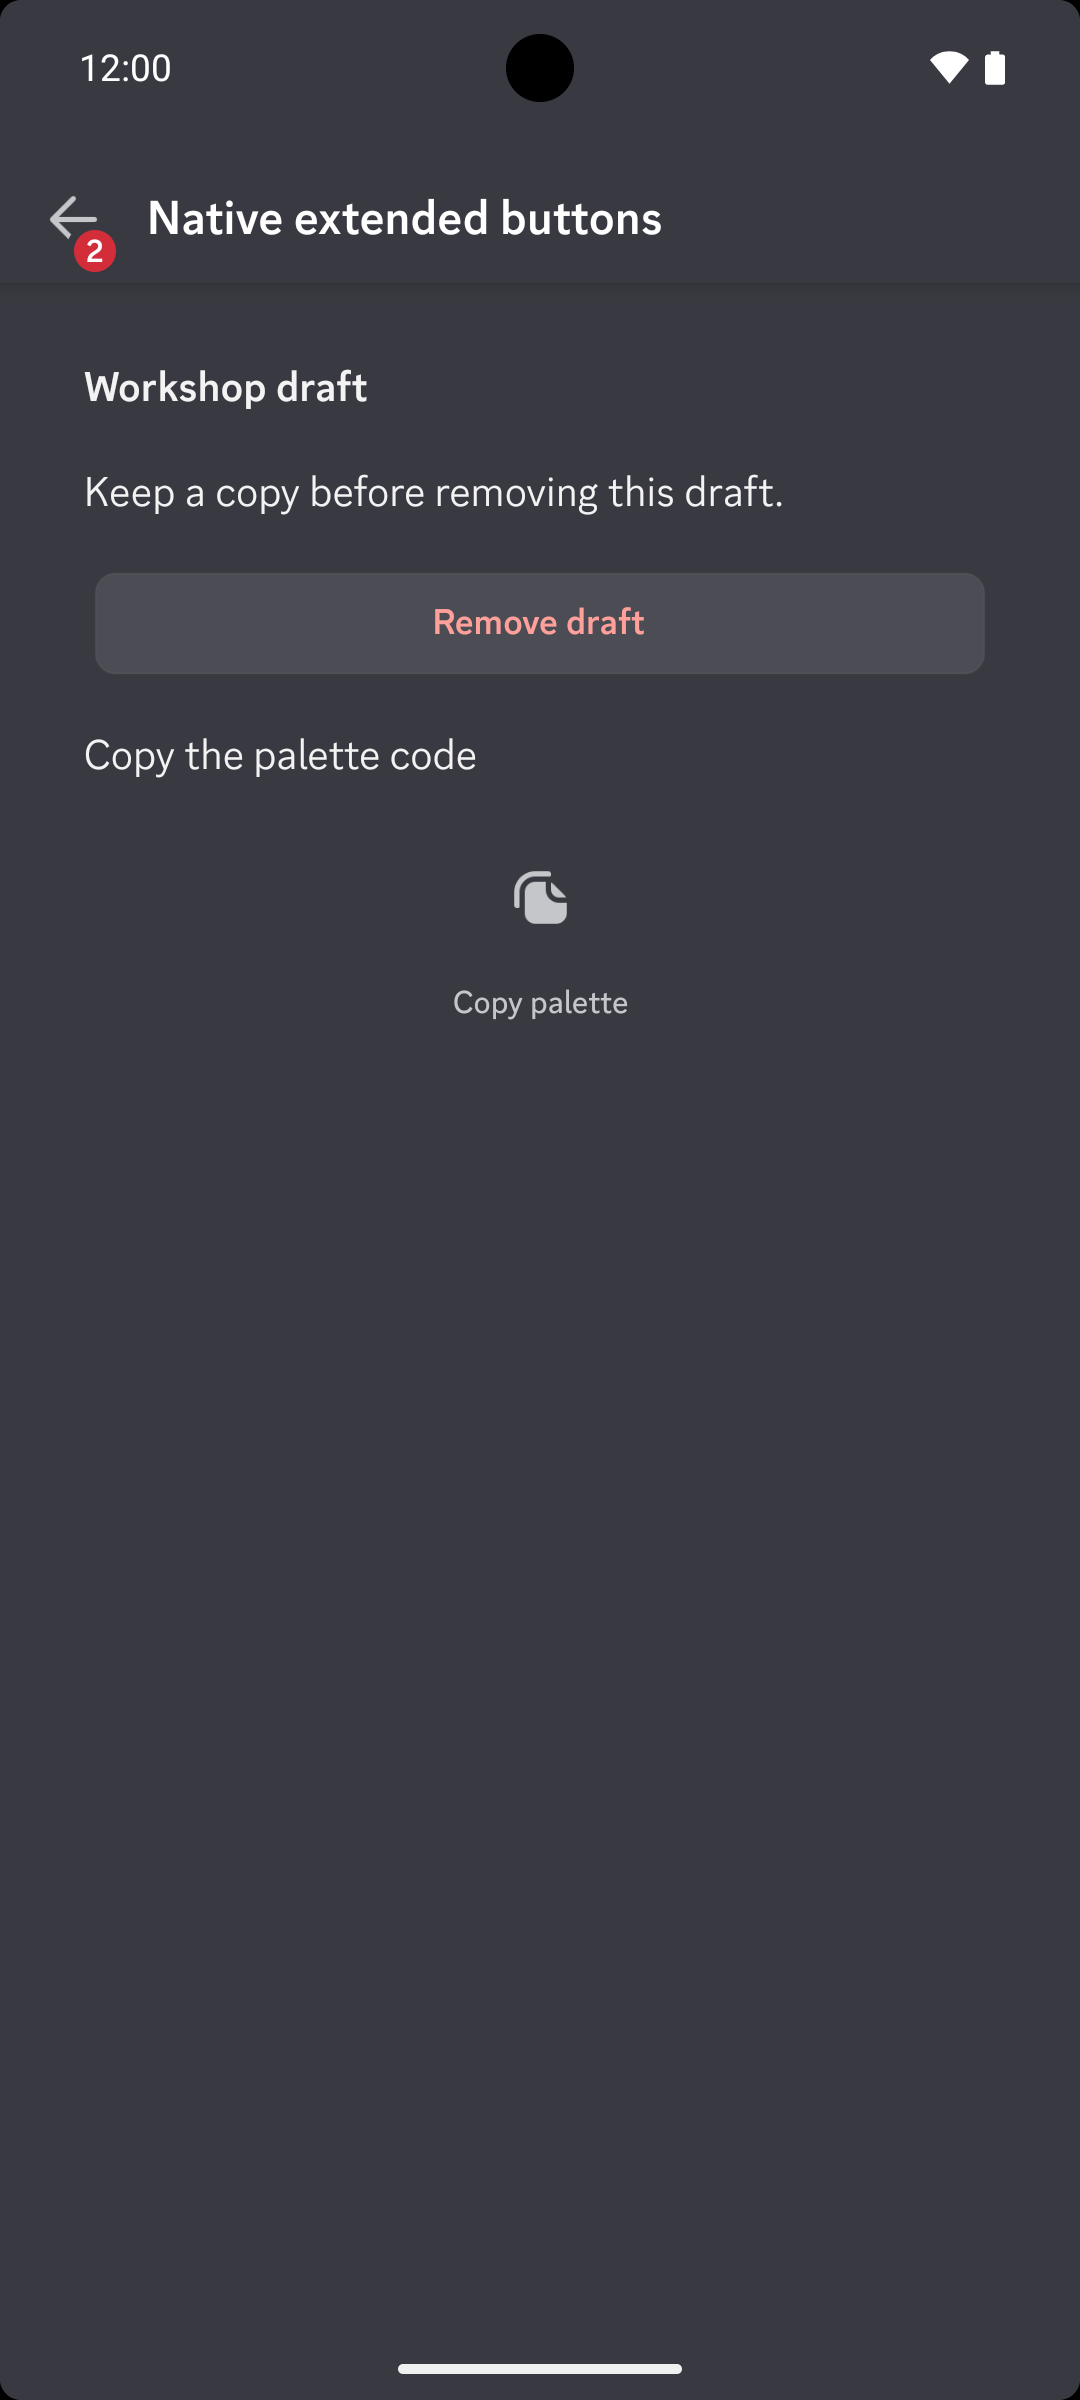 12:00
Native extended buttons
2
Workshop draft
Keep a copy before removing this draft.
Remove draft
Copy the palette code
Copy palette